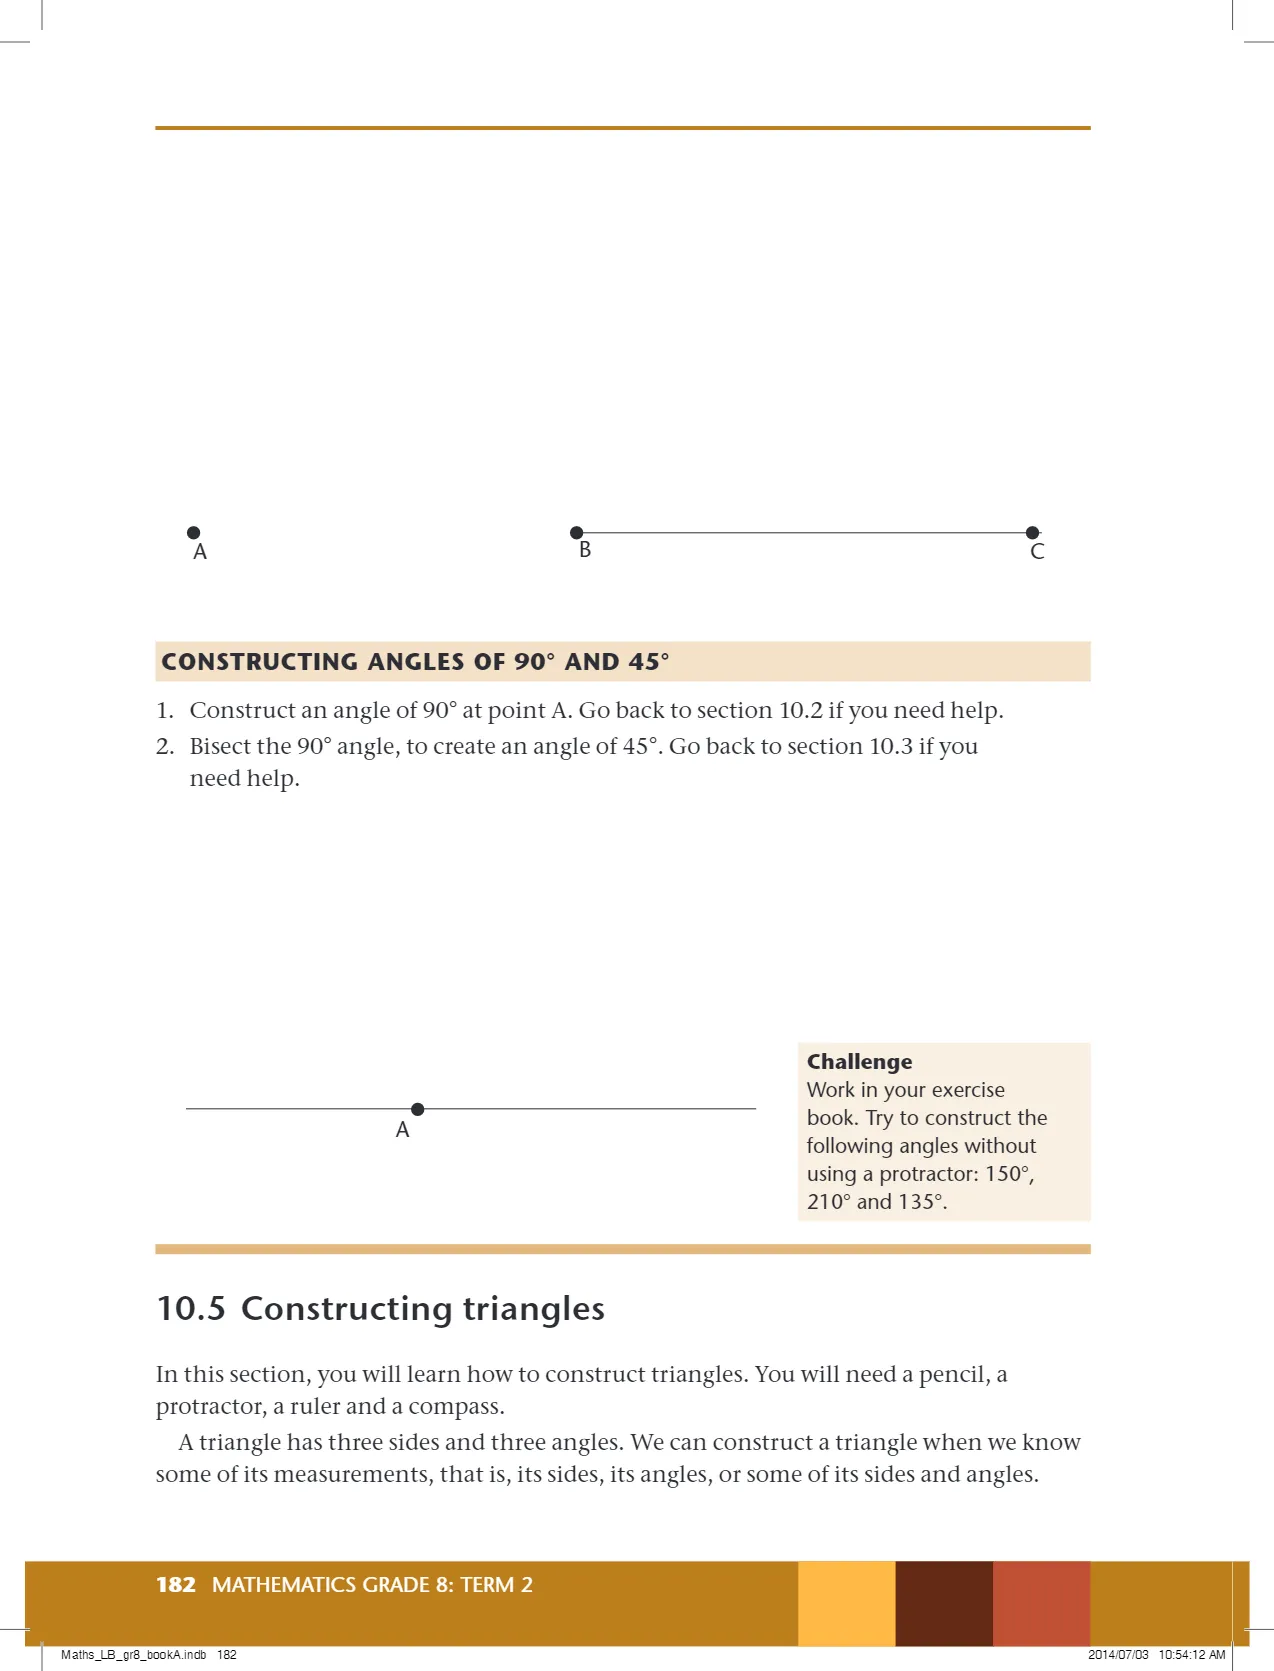 A
B
C
CONSTRUCTING ANGLES OF 90° AND 45°
1. Construct an angle of 90° at point A. Go back to section 10.2 if you need help.
2. Bisect the 90° angle, to create an angle of 45°. Go back to section 10.3 if you
need help.
A
Challenge
Work in your exercise
book. Try to construct the
following angles without
using a protractor: 150°,
210° and 135°.
10.5 Constructing triangles
In this section, you will learn how to construct triangles. You will need a pencil, a
protractor, a ruler and a compass.
A triangle has three sides and three angles. We can construct a triangle when we know
some of its measurements, that is, its sides, its angles, or some of its sides and angles.
182 MATHEMATICS GRADE 8: TERM 2
Maths_LB_gr8_bookA.indb 182
2014/07/03 10:54:12 AM